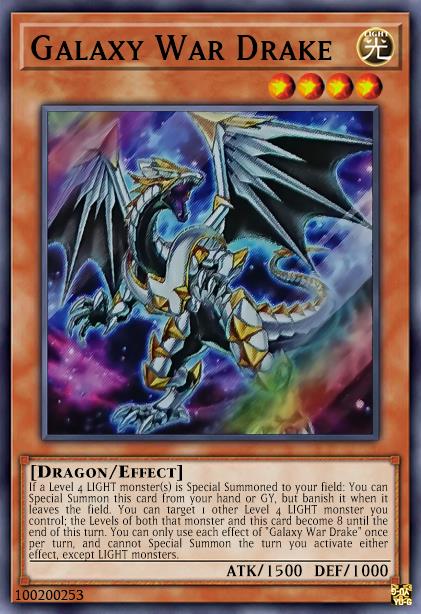 GALAXY WAR DRAKE
LIGHT
光
[DRAGON/EFFECT]
If a Level 4 LIGHT monster(s) is Special Summoned to your field: You can
Special Summon this card from your hand or GY, but banish it when it
leaves the field. You can target 1 other Level 4 LIGHT monster you
control; the Levels of both that monster and this card become 8 until the
end of this turn. You can only use each effect of "Galaxy War Drake" once
per turn, and cannot Special Summon the turn you activate either
effect, except LIGHT monsters.
ATK/1500 DEF/1000
100200253